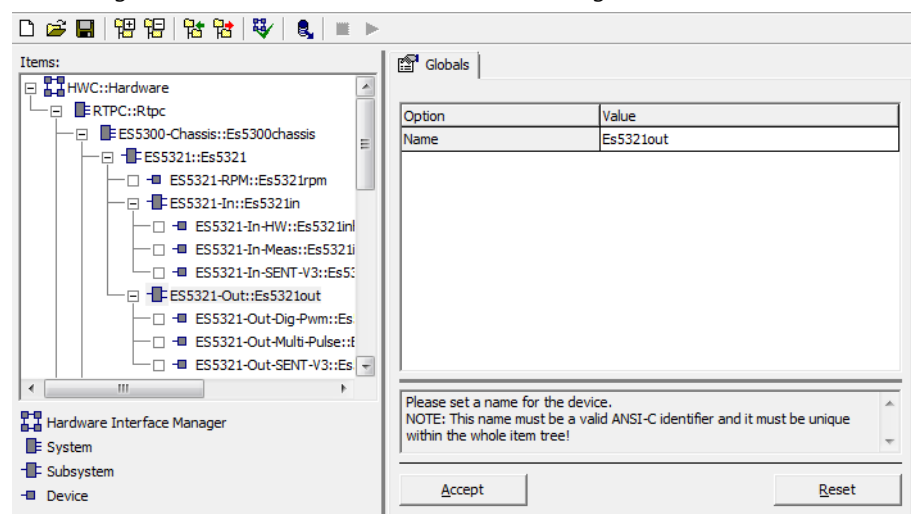 Items:
HWC::Hardware
RTPC::Rtpc
ES5300-Chassis::Es5300chassis
ES5321::Es5321
ES5321-RPM::Es5321rpm
ES5321-In::Es5321in
ES5321-In-HW::Es5321inl
ES5321-In-Meas::Es5321i
ES5321-In-SENT-V3::Es53
ES5321-Out::Es5321out
ES5321-Out-Dig-Pwm::Es
ES5321-Out-Multi-Pulse::E
ES5321-Out-SENT-V3::Es
Hardware Interface Manager
System
Subsystem
Device
Globals
Option Value
Name Es5321out
Please set a name for the device.
NOTE: This name must be a valid ANSI-C identifier and it must be unique
within the whole item tree!
Accept Reset